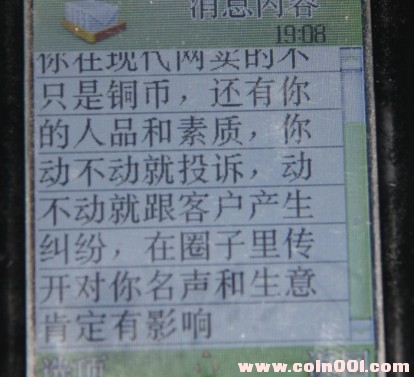 消息内容
19:08
你在现代网卖的不
只是铜币，还有你
的人品和素质，你
动不动就投诉，动
不动就跟客户产生
纠纷，在圈子里传
开对你名声和生意
肯定有影响
选项
www.coin001.com